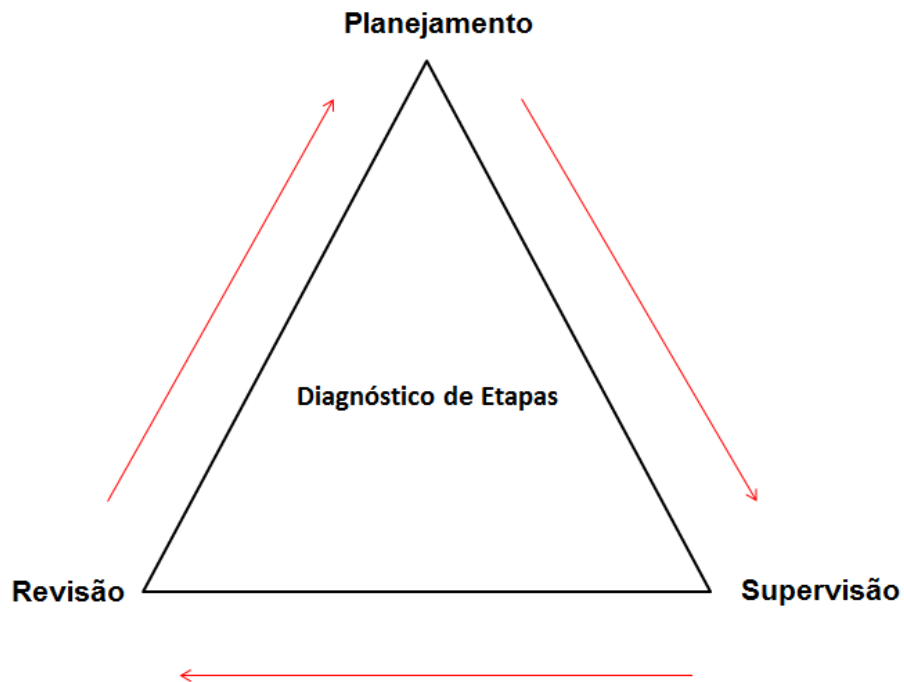 Planejamento
Diagnóstico de Etapas
Revisão
Supervisão